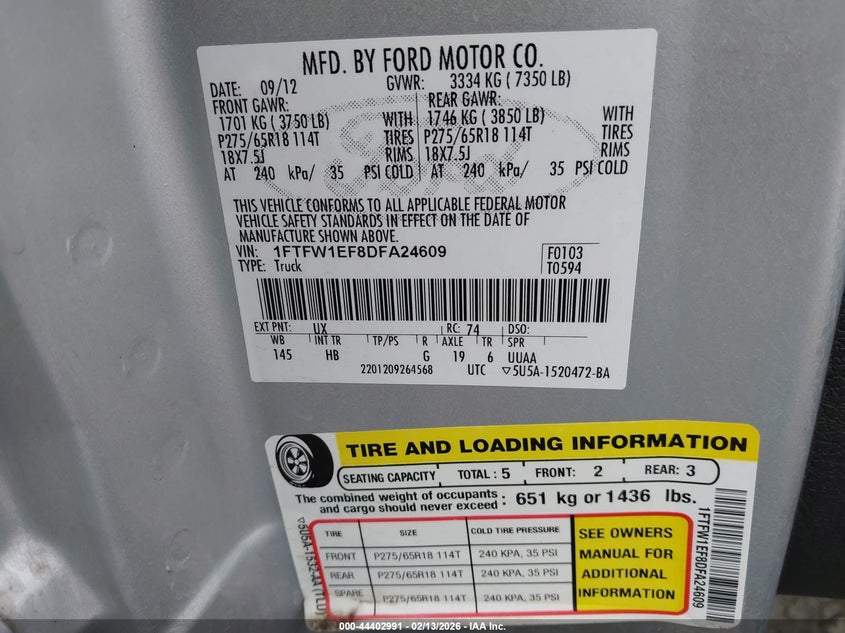 MFD. BY FORD MOTOR CO.
DATE: 09/12 GVWR: 3334 KG ( 7350 LB)
FRONT GAWR: REAR GAWR:
1701 KG ( 3750 LB) WITH 1746 KG ( 3850 LB) WITH
P275/65R18 114T TIRES P275/65R18 114T TIRES
18X7.5J RIMS 18X7.5J RIMS
AT 240 kPa/ 35 PSI COLD AT 240 kPa/ 35 PSI COLD
THIS VEHICLE CONFORMS TO ALL APPLICABLE FEDERAL MOTOR
VEHICLE SAFETY STANDARDS IN EFFECT ON THE DATE OF
MANUFACTURE SHOWN ABOVE.
VIN: 1FTFW1EF8DFA24609 F0103
TYPE: Truck T0594
EXT PNT: UX RC: 74 DSO:
WB INT TR TP/PS R AXLE TR SPR
145 HB G 19 6 UUAA
2201209264568 UTC ▽5U5A-1520472-BA
TIRE AND LOADING INFORMATION
SEATING CAPACITY TOTAL : 5 FRONT: 2 REAR: 3
The combined weight of occupants and cargo should never exceed : 651 kg or 1436 lbs.
TIRE SIZE COLD TIRE PRESSURE
FRONT P275/65R18 114T 240 KPA, 35 PSI
REAR P275/65R18 114T 240 KPA, 35 PSI
SPARE P275/65R18 114T 240 KPA, 35 PSI
SEE OWNERS
MANUAL FOR
ADDITIONAL
INFORMATION
1FTFW1EF8DFA24609
000-44402991 - 02/13/2026 - IAA Inc.